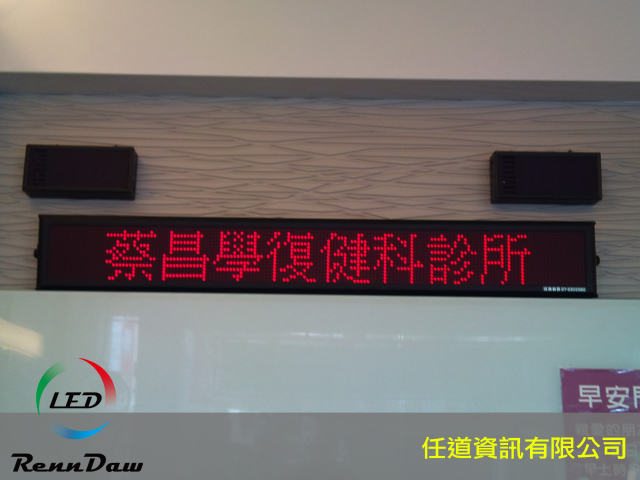 蔡昌學復健科診所
早安
LED
RennDaw
任道資訊有限公司